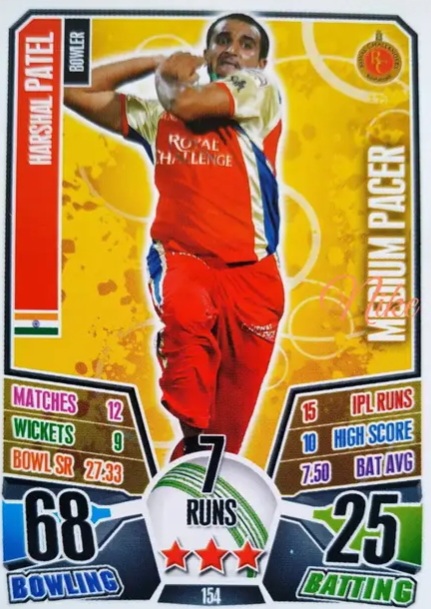 HARSHAL PATEL
BOWLER
ROYAL
CHALLENGE
MEDIUM PACER
MATCHES 12
WICKETS 9
BOWL SR 27:33
15 IPL RUNS
10 HIGH SCORE
7.50 BAT AVG
7
RUNS
68
BOWLING
25
BATTING
154